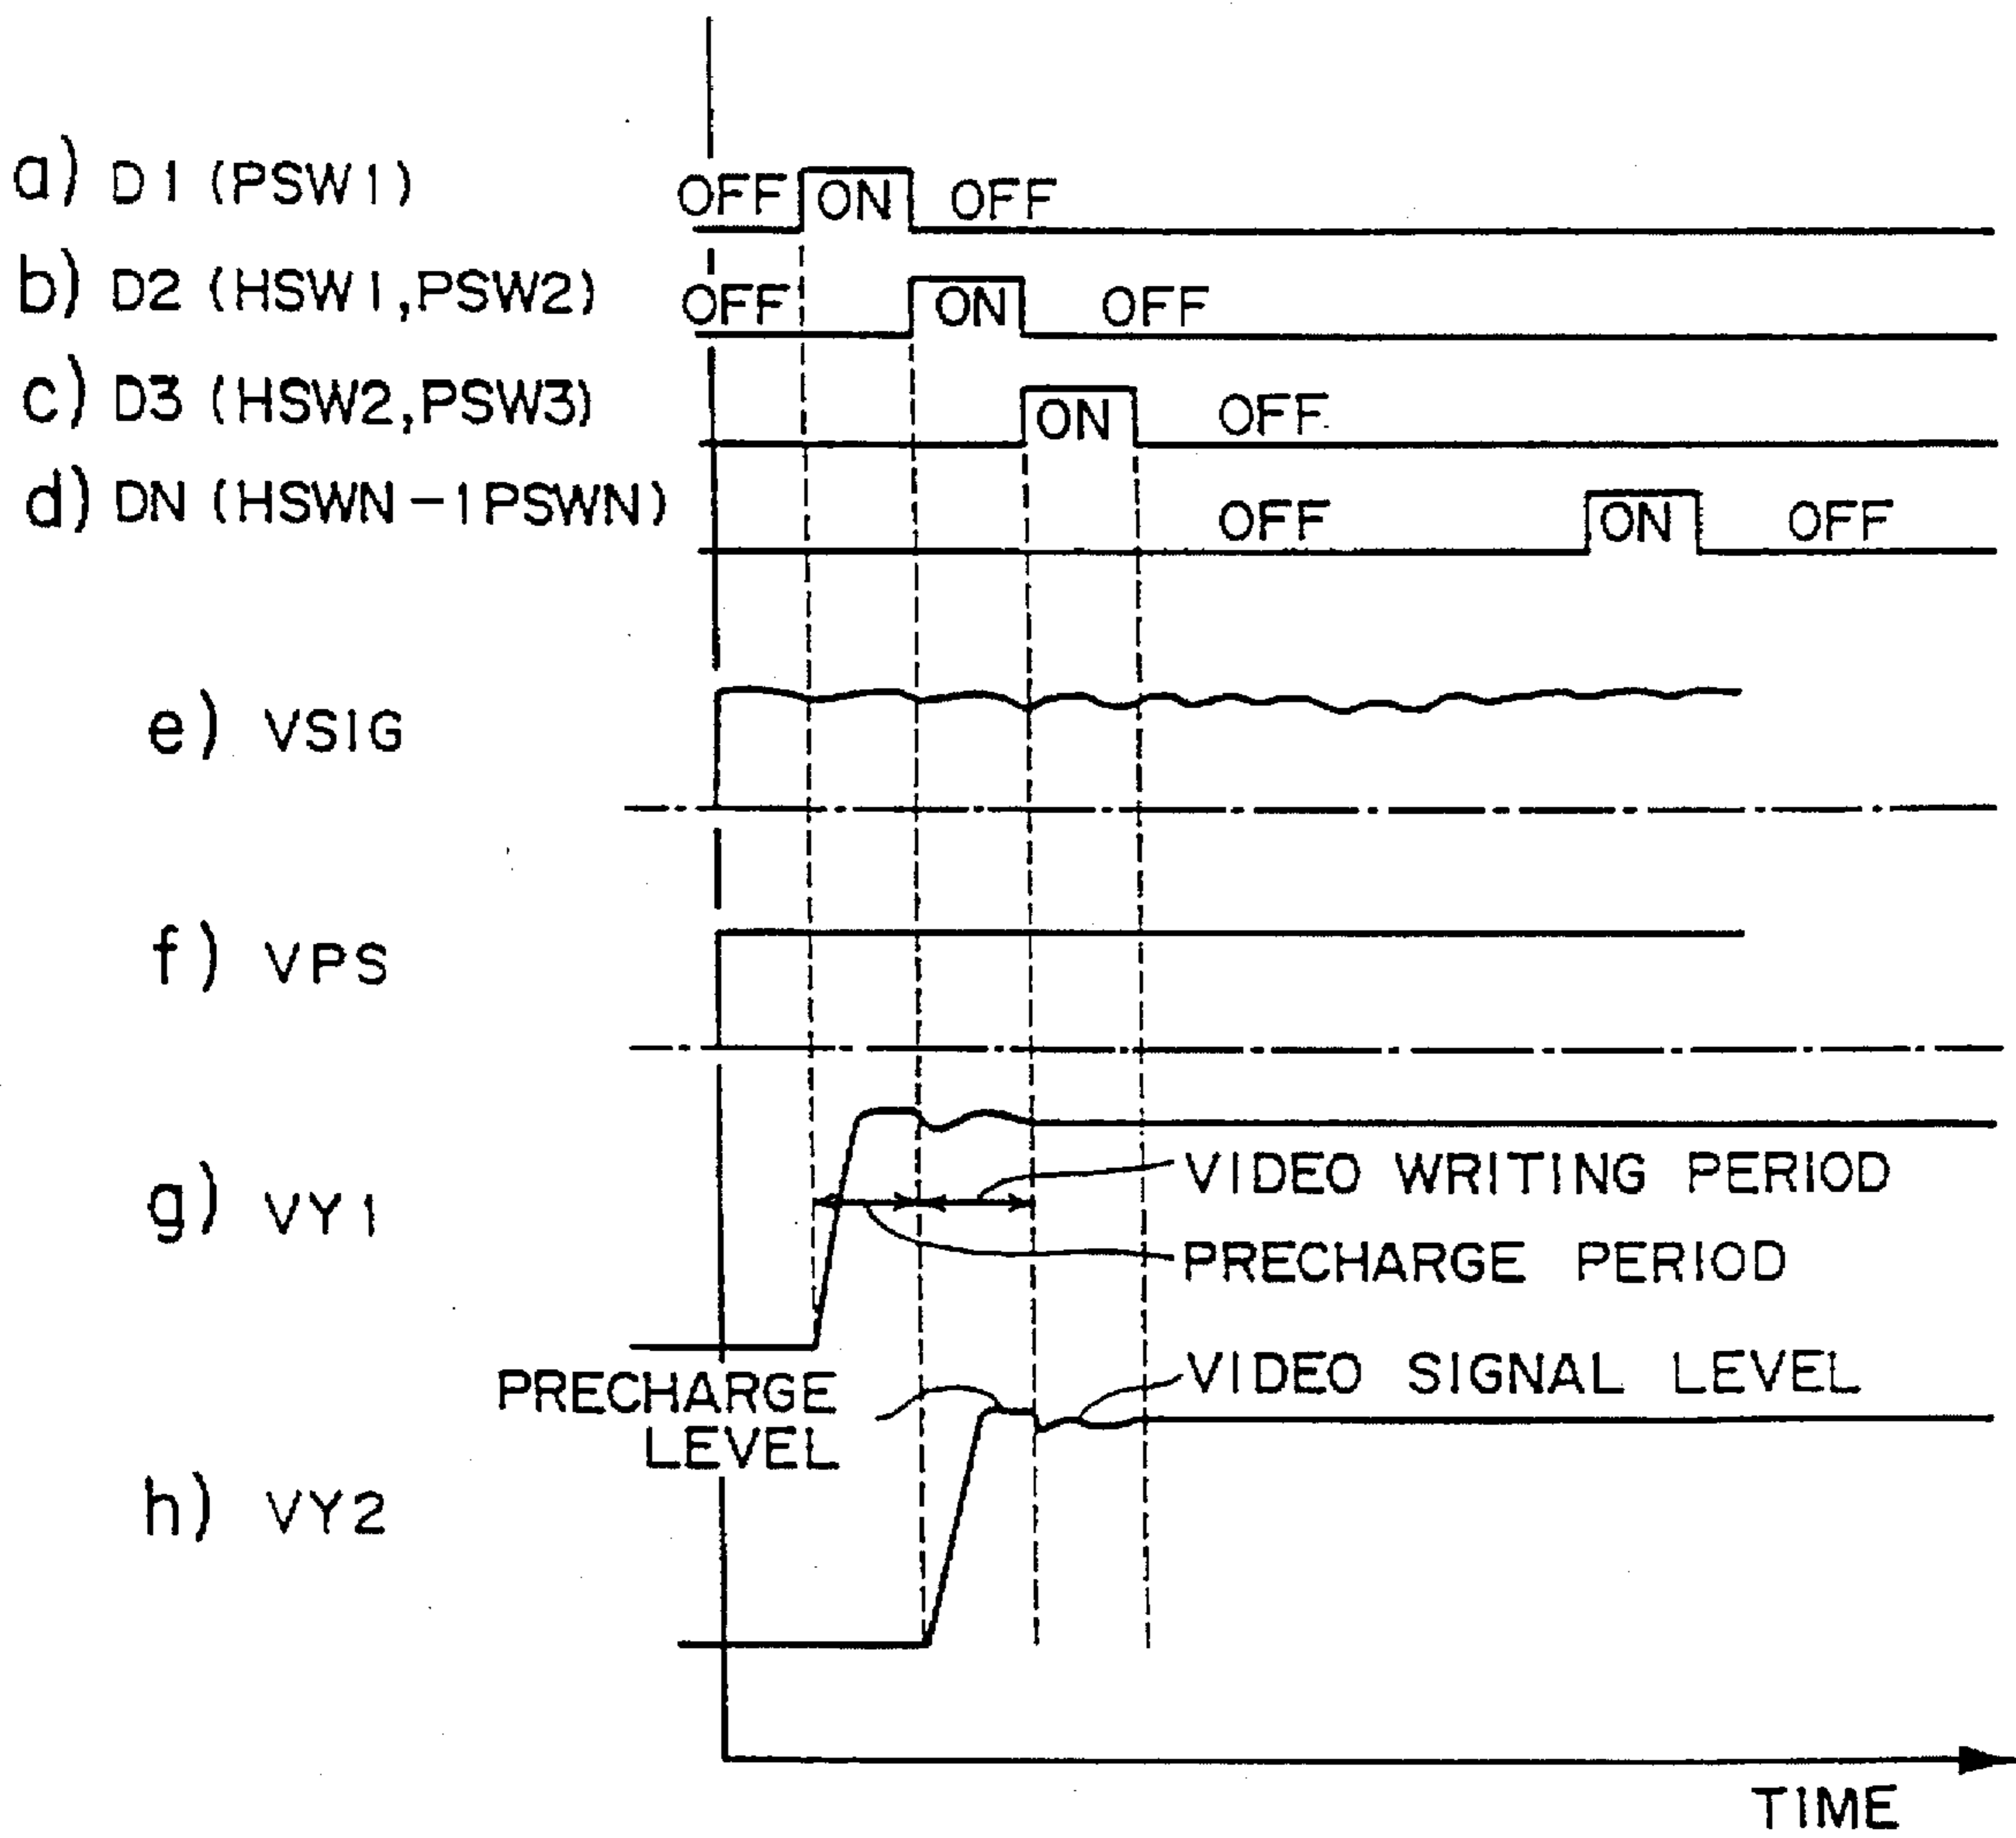 a) D1 (PSW1)
OFF ON OFF
b) D2 (HSW1,PSW2)
OFF ON OFF
c) D3 (HSW2,PSW3)
ON OFF
d) DN (HSWN-1PSWN)
OFF ON OFF
e) VSIG
f) VPS
g) VY1
VIDEO WRITING PERIOD
PRECHARGE PERIOD
PRECHARGE
LEVEL
VIDEO SIGNAL LEVEL
h) VY2
TIME